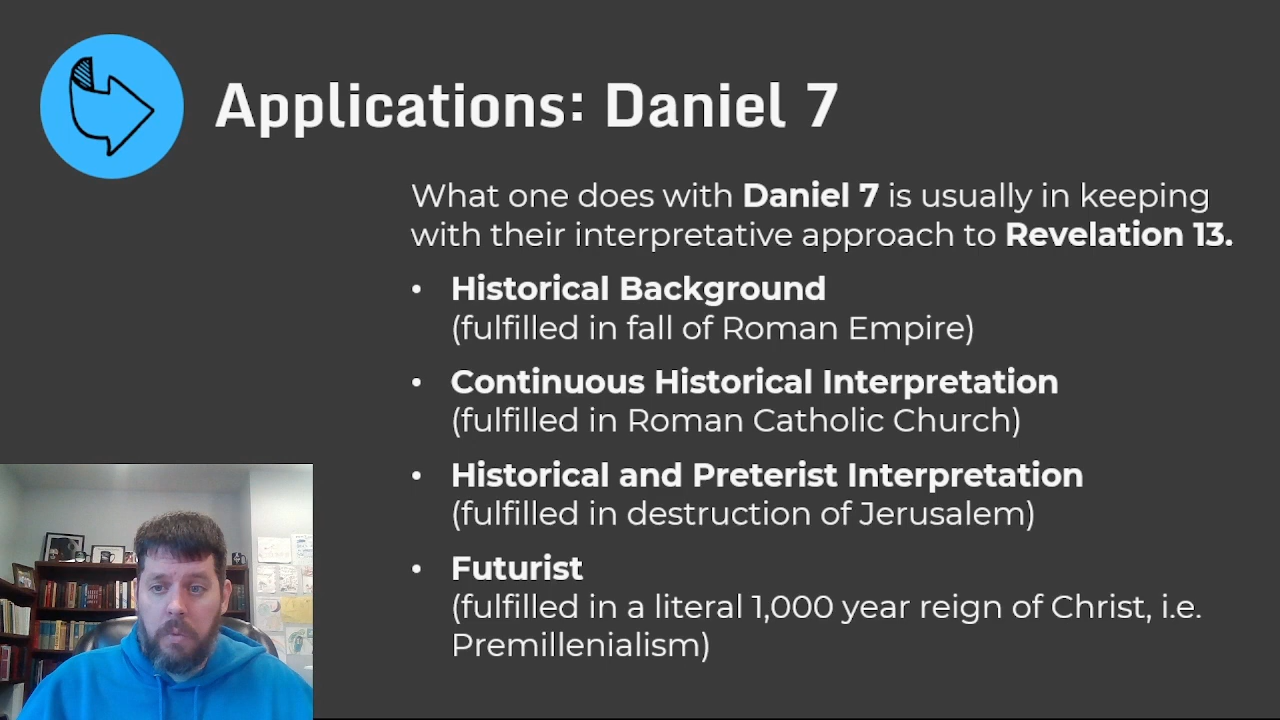 Applications: Daniel 7
What one does with Daniel 7 is usually in keeping
with their interpretative approach to Revelation 13.
• Historical Background
(fulfilled in fall of Roman Empire)
• Continuous Historical Interpretation
(fulfilled in Roman Catholic Church)
• Historical and Preterist Interpretation
(fulfilled in destruction of Jerusalem)
• Futurist
(fulfilled in a literal 1,000 year reign of Christ, i.e.
Premillenialism)